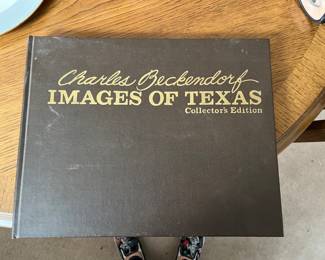 Charles Beckendorf
IMAGES OF TEXAS
Collector's Edition